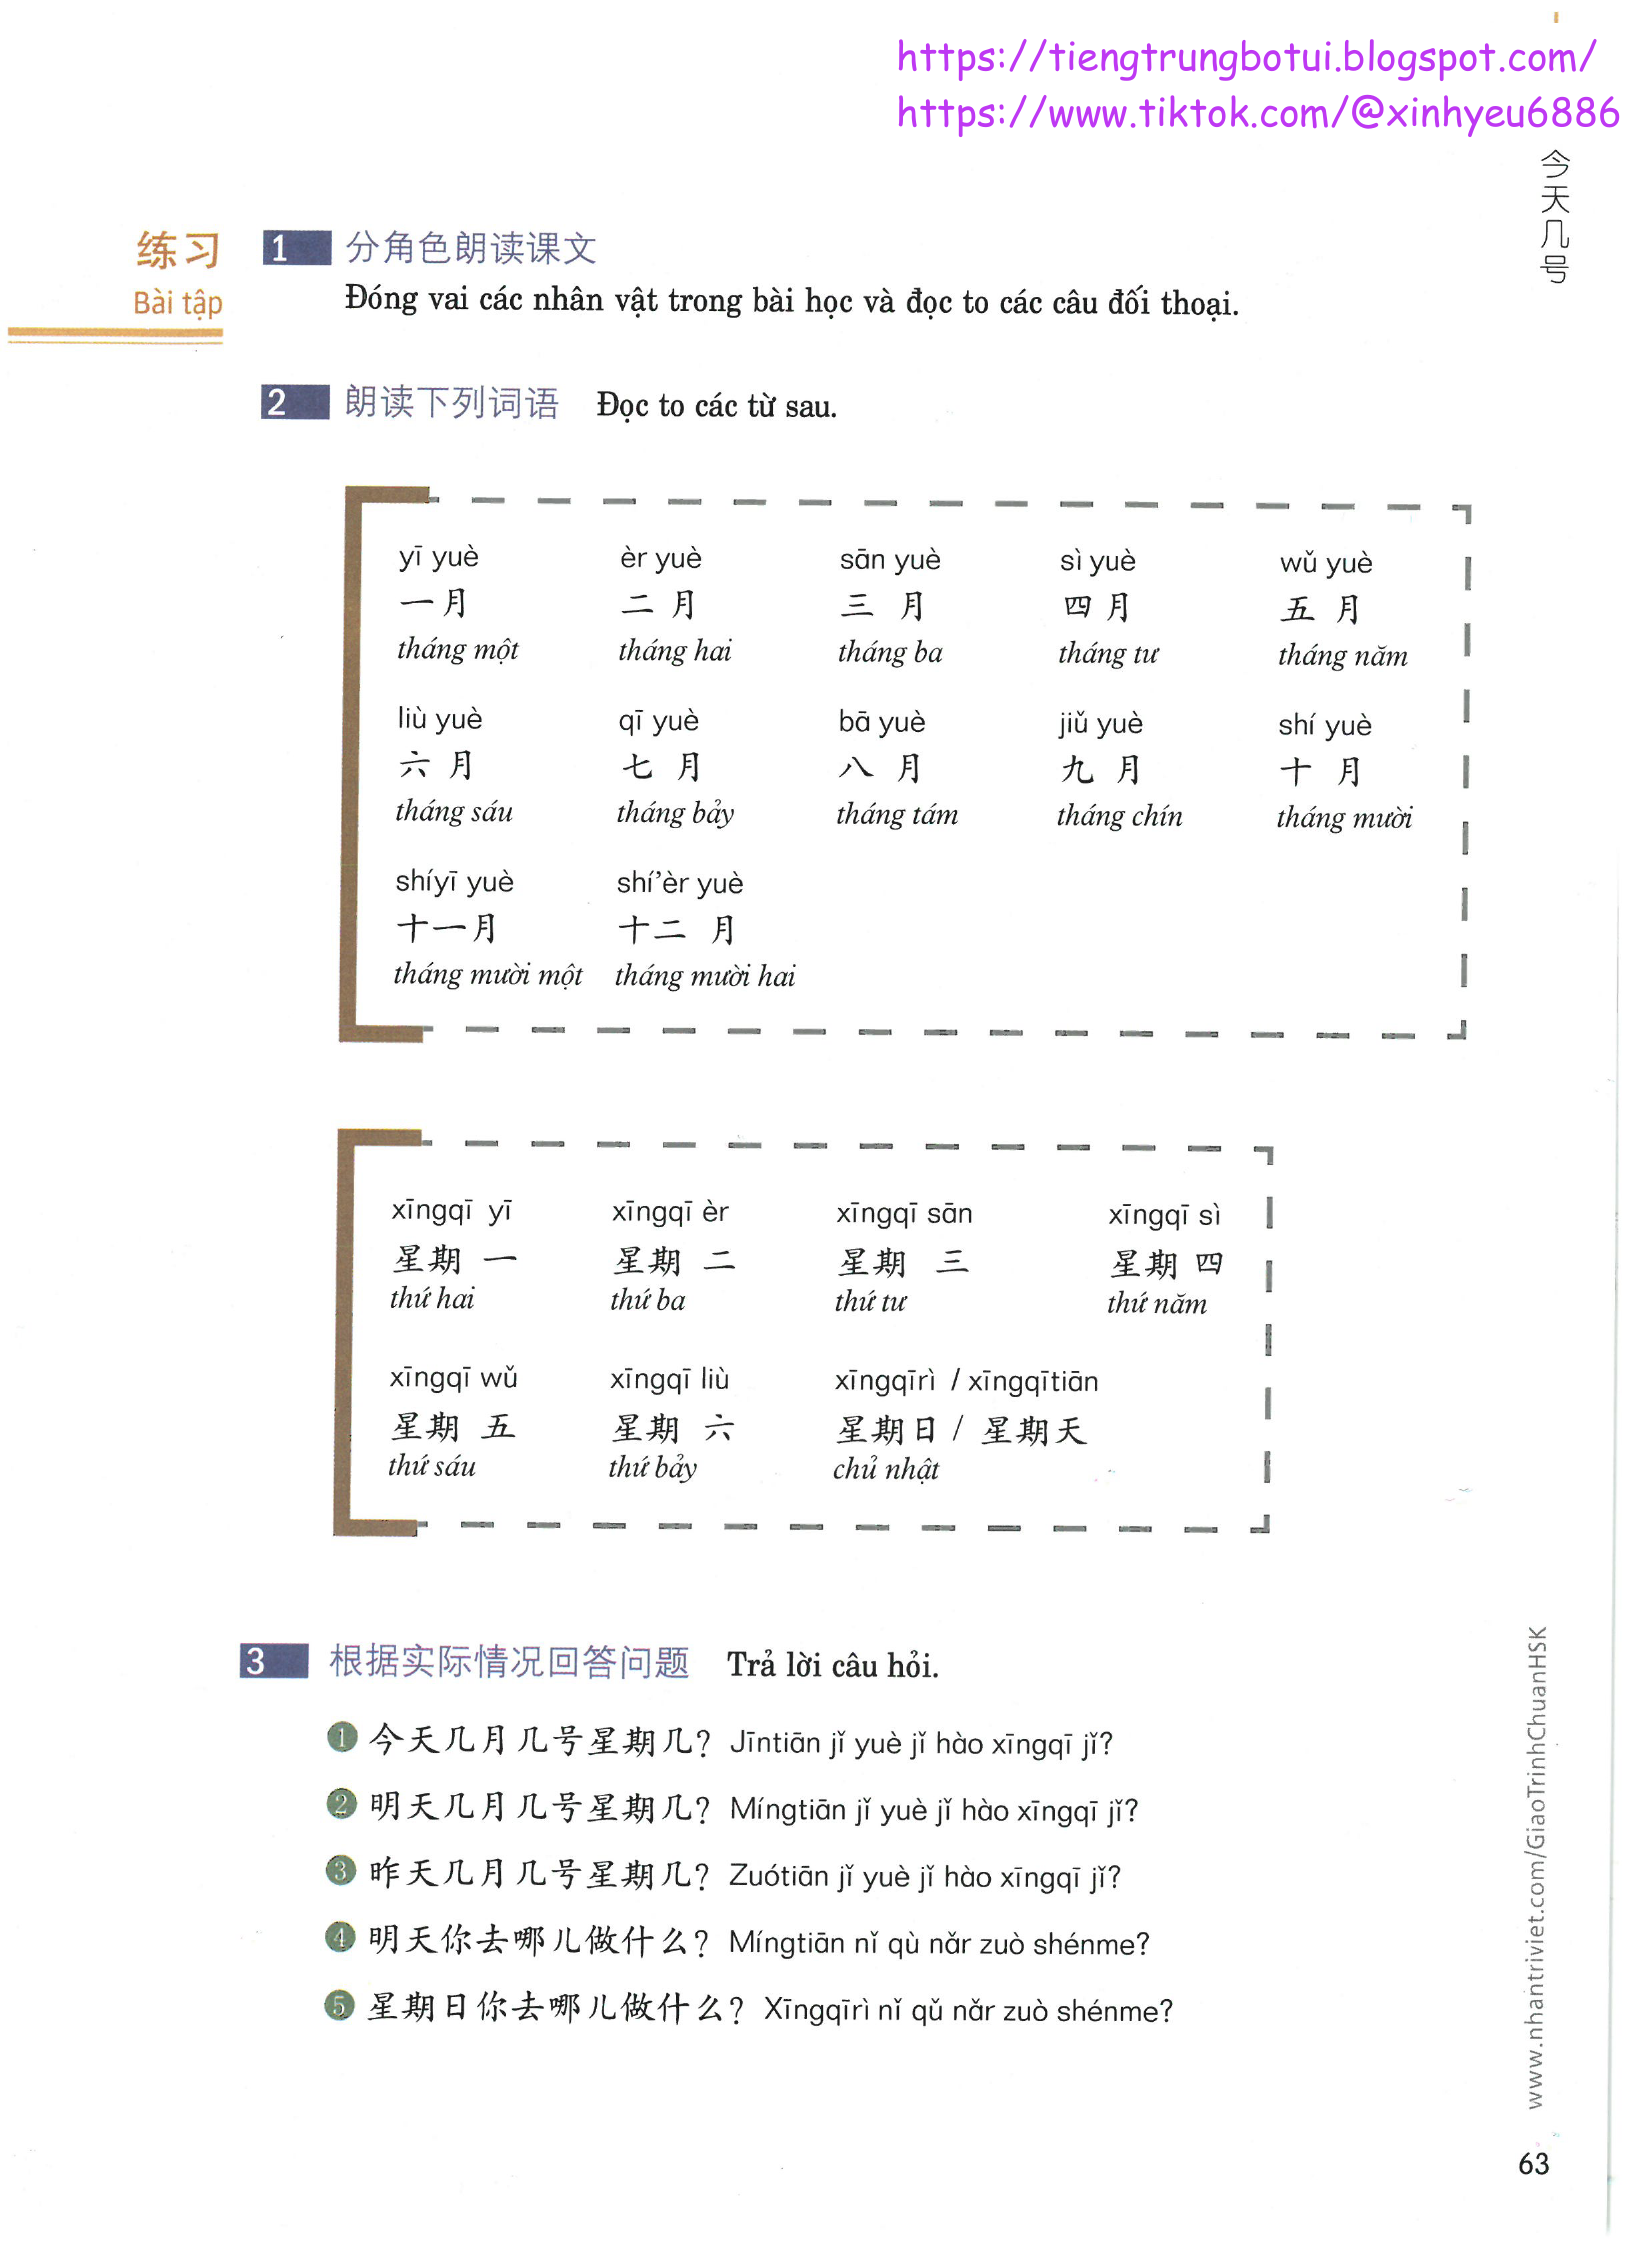 https://tiengtrungbotui.blogspot.com/
https://www.tiktok.com/@xinhyeu6886
今天几号
练习
Bài tập
1 分角色朗读课文
Đóng vai các nhân vật trong bài học và đọc to các câu đối thoại.
2 朗读下列词语 Đọc to các từ sau.
yī yuè èr yuè sān yuè sì yuè wǔ yuè
一月 二月 三月 四月 五月
tháng một tháng hai tháng ba tháng tư tháng năm
liù yuè qī yuè bā yuè jiǔ yuè shí yuè
六月 七月 八月 九月 十月
tháng sáu tháng bảy tháng tám tháng chín tháng mười
shíyī yuè shí’èr yuè
十一月 十二月
tháng mười một tháng mười hai
xīngqī yī xīngqī èr xīngqī sān xīngqī sì
星期一 星期二 星期三 星期四
thứ hai thứ ba thứ tư thứ năm
xīngqī wǔ xīngqī liù xīngqīrì / xīngqītiān
星期五 星期六 星期日 / 星期天
thứ sáu thứ bảy chủ nhật
3 根据实际情况回答问题 Trả lời câu hỏi.
1 今天几月几号星期几? Jīntiān jǐ yuè jǐ hào xīngqī jǐ?
2 明天几月几号星期几? Míngtiān jǐ yuè jǐ hào xīngqī jǐ?
3 昨天几月几号星期几? Zuótiān jǐ yuè jǐ hào xīngqī jǐ?
4 明天你去哪儿做什么? Míngtiān nǐ qù nǎr zuò shénme?
5 星期日你去哪儿做什么? Xīngqīrì nǐ qǔ nǎr zuò shénme?
www.nhantriviet.com/GiaoTrinhChuanHSK
63